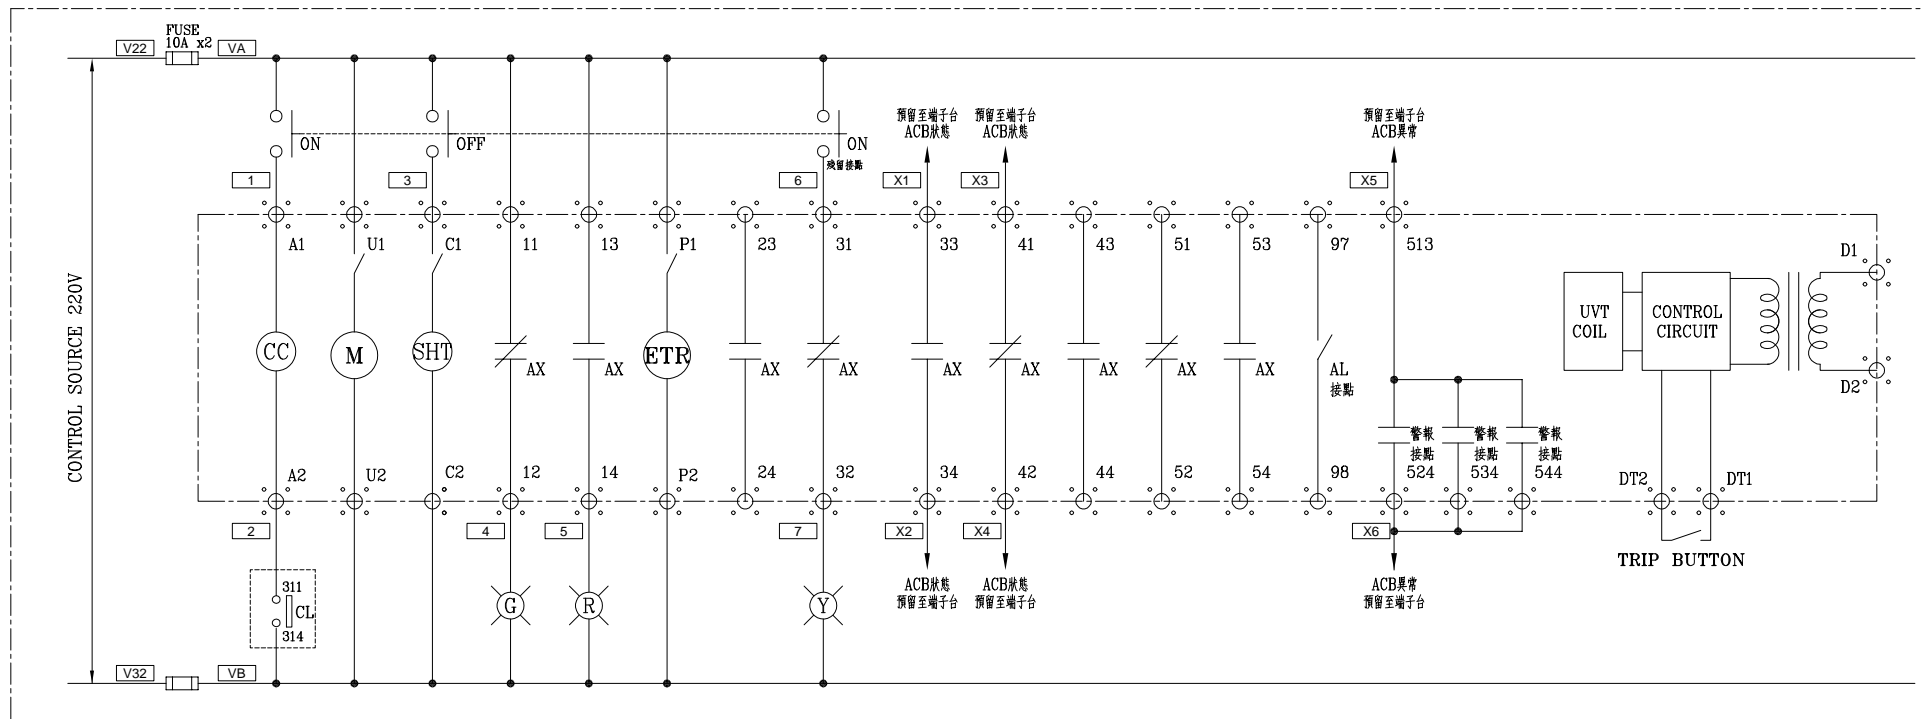 FUSE
10A x2
V22
VA
預留至端子台
ACB狀態
預留至端子台
ACB狀態
預留至端子台
ACB異常
ON
OFF
ON
殘留接點
1
3
6
X1
X3
X5
A1
U1
C1
11
13
P1
23
31
33
41
43
51
53
97
513
D1
CONTROL SOURCE 220V
CC
M
SHT
AX
AX
ETR
AX
AX
AX
AX
AX
AX
AX
AL
接點
UVT
COIL
CONTROL
CIRCUIT
D2
警報
接點
警報
接點
警報
接點
A2
U2
C2
12
14
P2
24
32
34
42
44
52
54
98
524
534
544
DT2
DT1
2
4
5
7
X2
X4
X6
TRIP BUTTON
311
CL
314
G
R
Y
ACB狀態
預留至端子台
ACB狀態
預留至端子台
ACB異常
預留至端子台
V32
VB